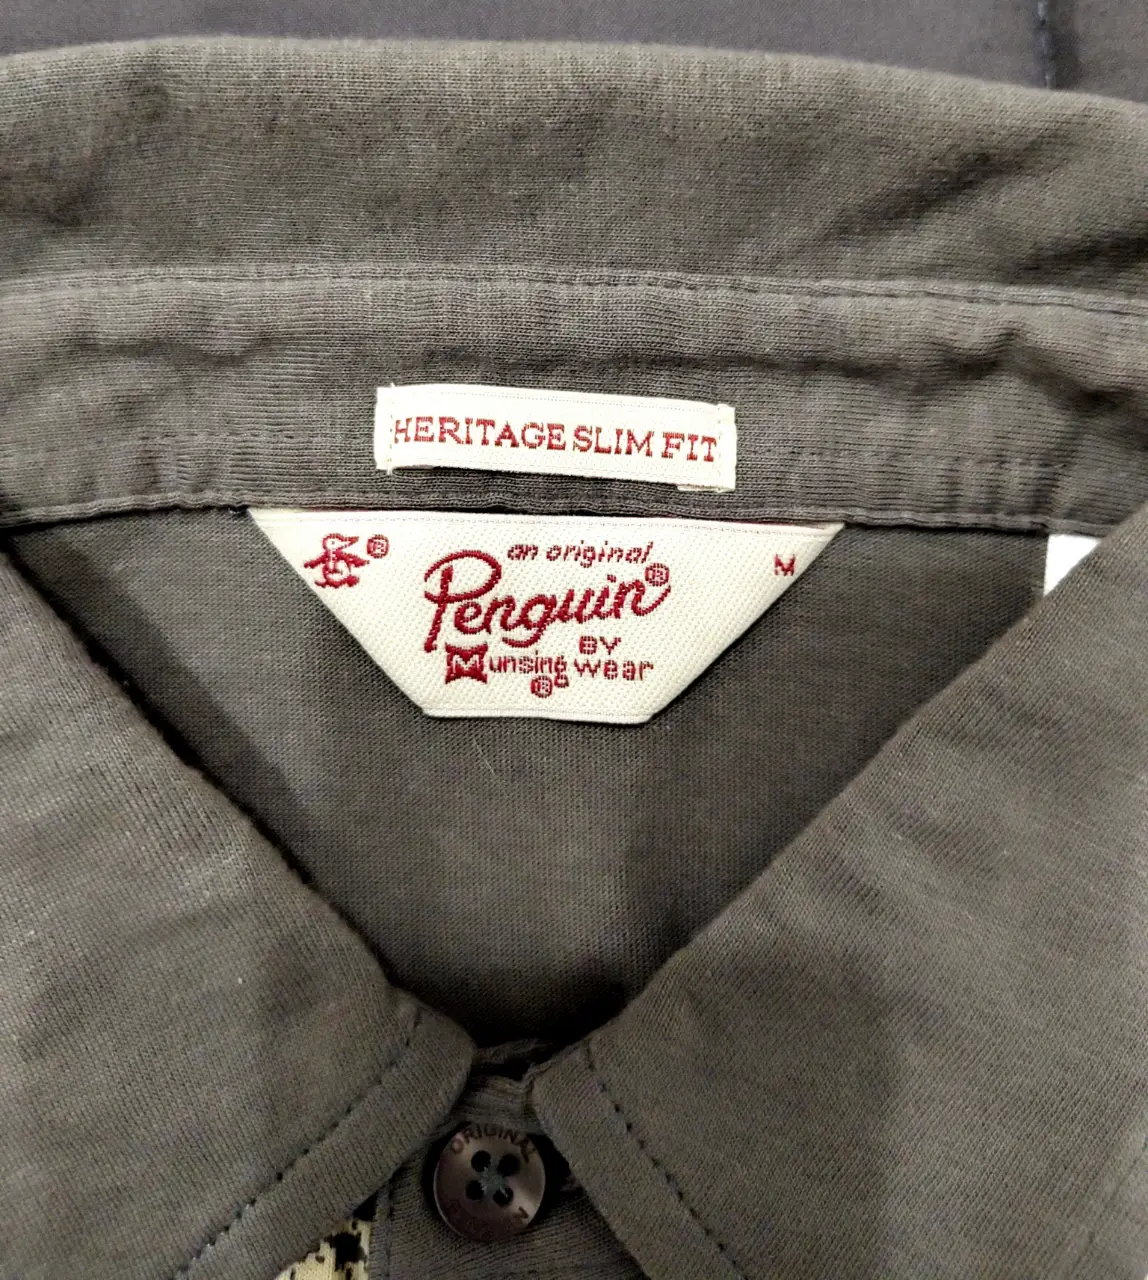 HERITAGE SLIM FIT
®
an original
M
Penguin®
BY
Munsingwear
®
ORIGINAL